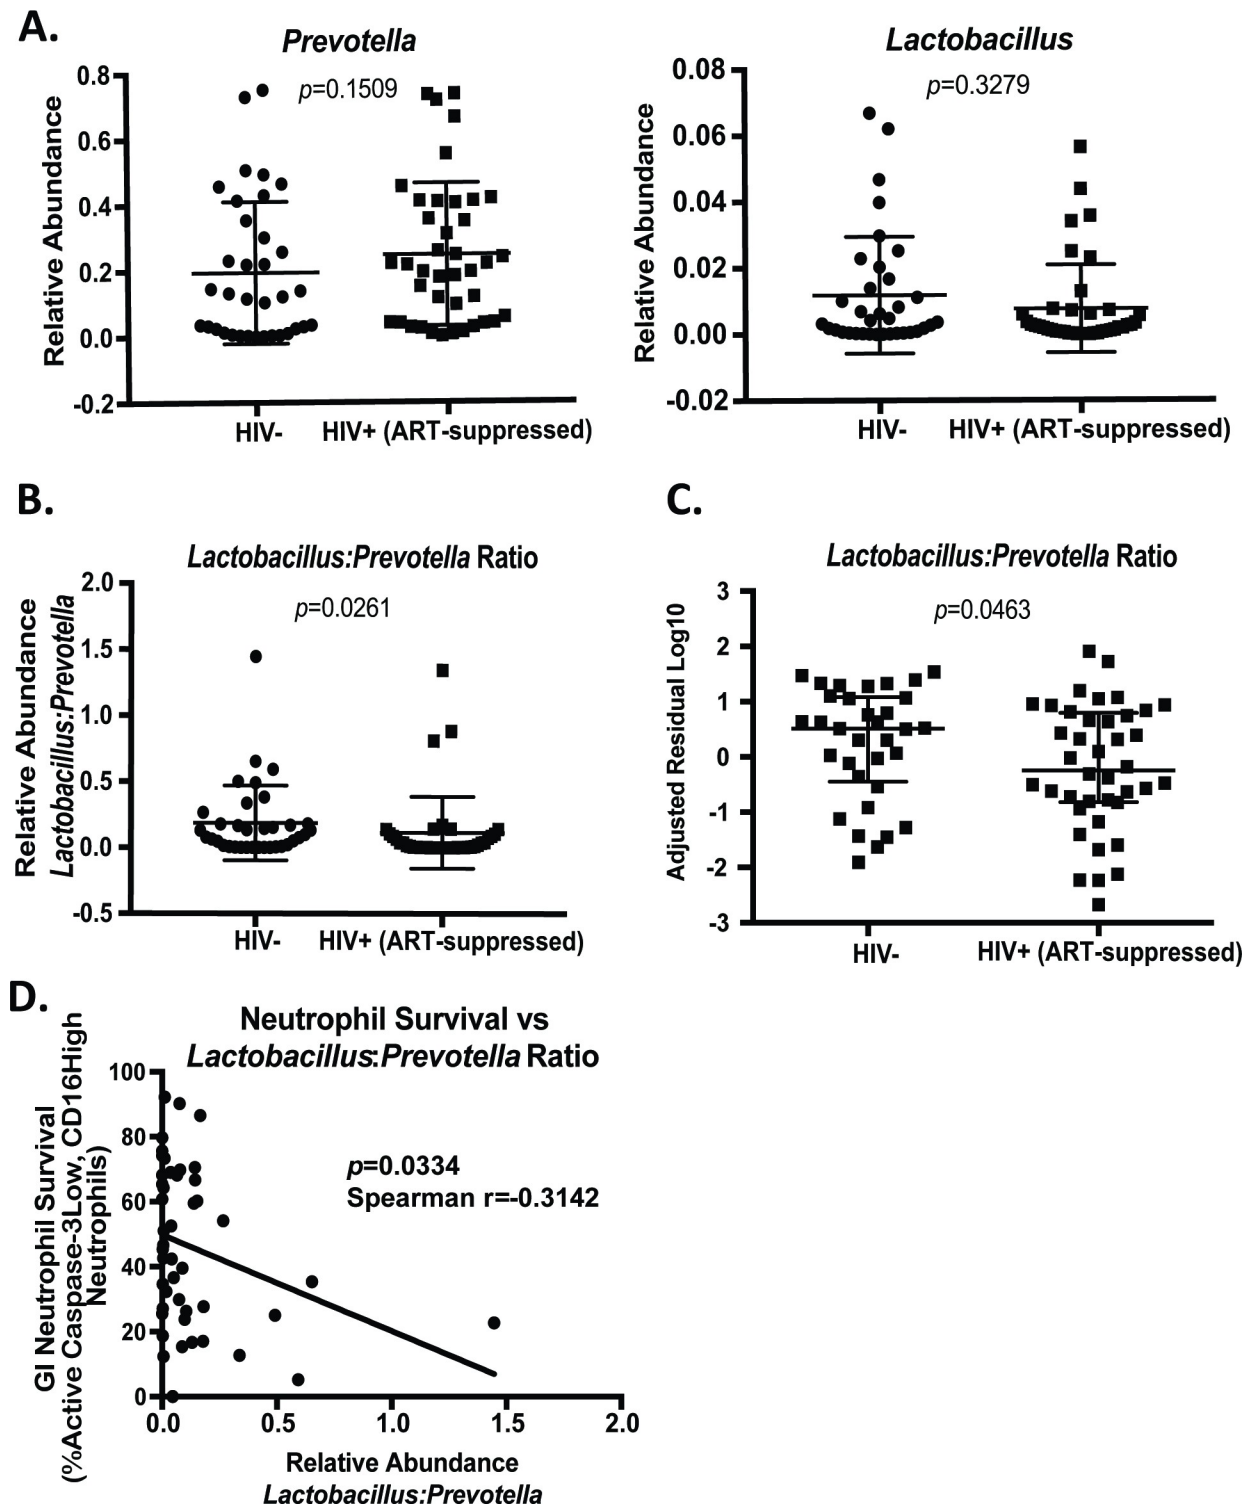 A.
Prevotella
p=0.1509
Relative Abundance
0.8
0.6
0.4
0.2
0.0
-0.2
HIV-
HIV+ (ART-suppressed)
Lactobacillus
p=0.3279
Relative Abundance
0.08
0.06
0.04
0.02
0.00
-0.02
HIV-
HIV+ (ART-suppressed)
B.
Lactobacillus:Prevotella Ratio
p=0.0261
Relative Abundance
Lactobacillus:Prevotella
2.0
1.5
1.0
0.5
0.0
-0.5
HIV-
HIV+ (ART-suppressed)
C.
Lactobacillus:Prevotella Ratio
p=0.0463
Adjusted Residual Log10
3
2
1
0
-1
-2
-3
HIV-
HIV+ (ART-suppressed)
D.
Neutrophil Survival vs
Lactobacillus:Prevotella Ratio
p=0.0334
Spearman r=-0.3142
GI Neutrophil Survival
(%Active Caspase-3Low, CD16High
Neutrophils)
100
80
60
40
20
0
0.0
0.5
1.0
1.5
2.0
Relative Abundance
Lactobacillus:Prevotella